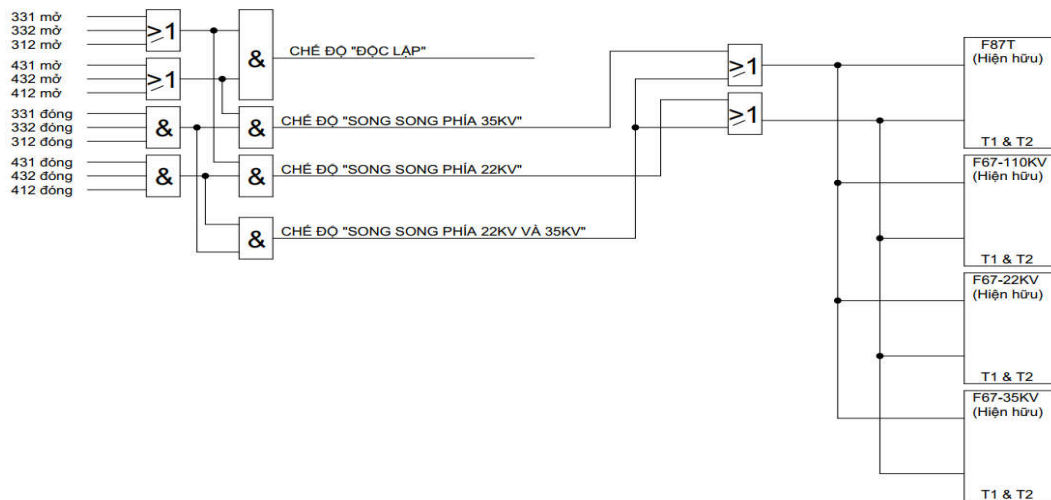 331 mở
332 mở
312 mở
≥1
431 mở
432 mở
412 mở
≥1
331 đóng
332 đóng
312 đóng
&
431 đóng
432 đóng
412 đóng
&
&
CHẾ ĐỘ "ĐỘC LẬP"
&
CHẾ ĐỘ "SONG SONG PHÍA 35KV"
&
CHẾ ĐỘ "SONG SONG PHÍA 22KV"
&
CHẾ ĐỘ "SONG SONG PHÍA 22KV VÀ 35KV"
≥1
≥1
F87T
(Hiện hữu)
T1 & T2
F67-110KV
(Hiện hữu)
T1 & T2
F67-22KV
(Hiện hữu)
T1 & T2
F67-35KV
(Hiện hữu)
T1 & T2